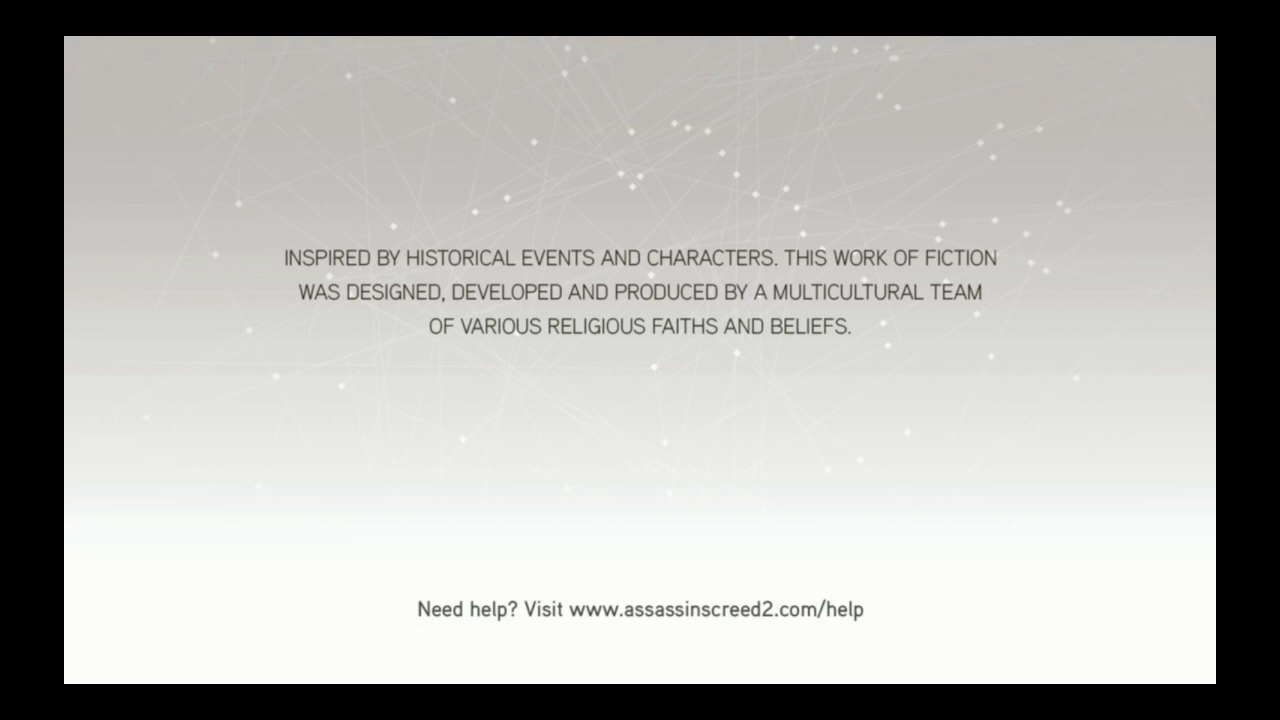 INSPIRED BY HISTORICAL EVENTS AND CHARACTERS. THIS WORK OF FICTION
WAS DESIGNED, DEVELOPED AND PRODUCED BY A MULTICULTURAL TEAM
OF VARIOUS RELIGIOUS FAITHS AND BELIEFS.
Need help? Visit www.assassinscreed2.com/help